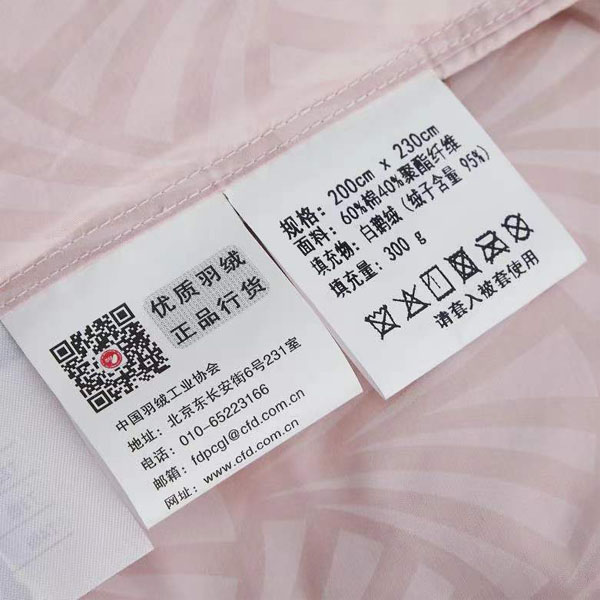 优质羽绒
正品行货
中国羽绒工业协会
地址：北京东长安街6号231室
电话：010-65223166
邮箱：fdpcgl@cfd.com.cn
网址：www.cfd.com.cn
规格：200cm x 230cm
面料：60%棉40%聚酯纤维
填充物：白鹅绒（绒子含量 95%）
填充量：300 g
请套入被套使用